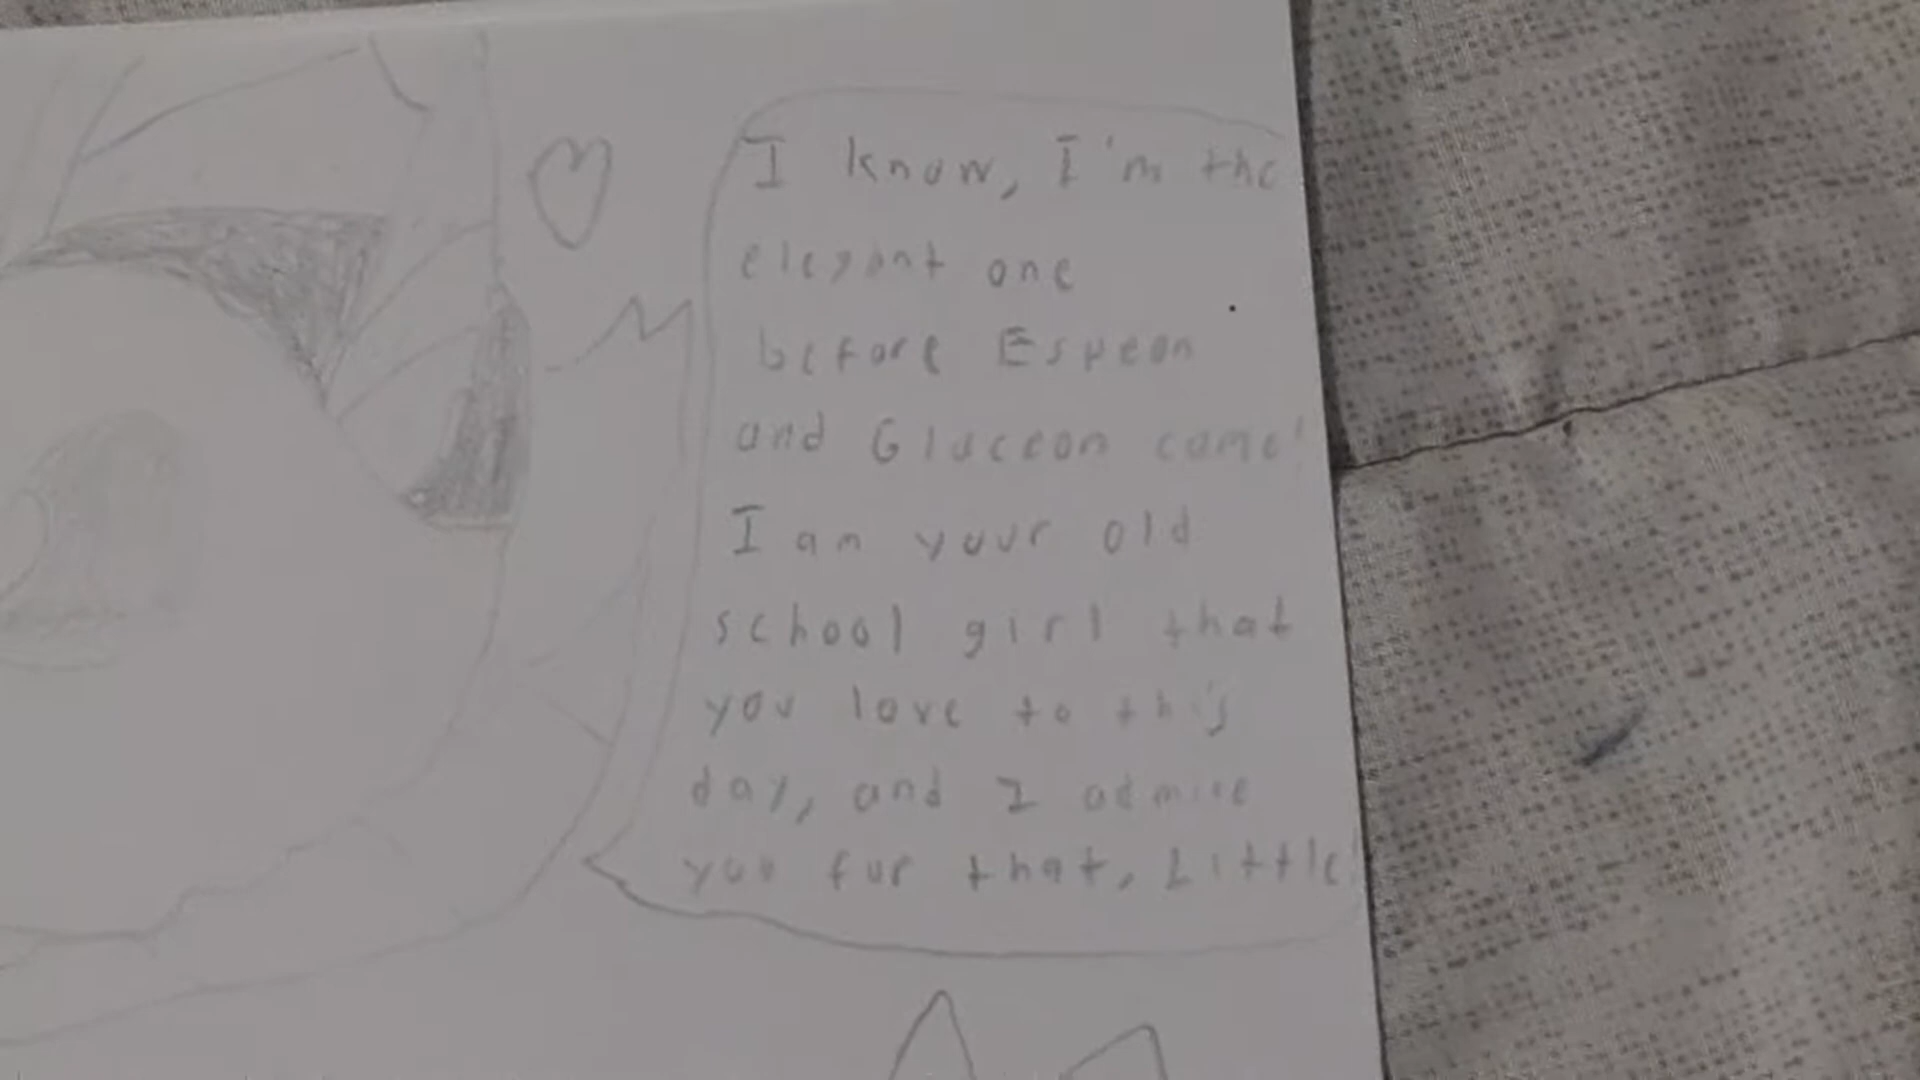 I know, I'm the
elegant one
before Espeon
and Glaceon came!
I am your old
school girl that
you love to this
day, and I admire
you for that, Little